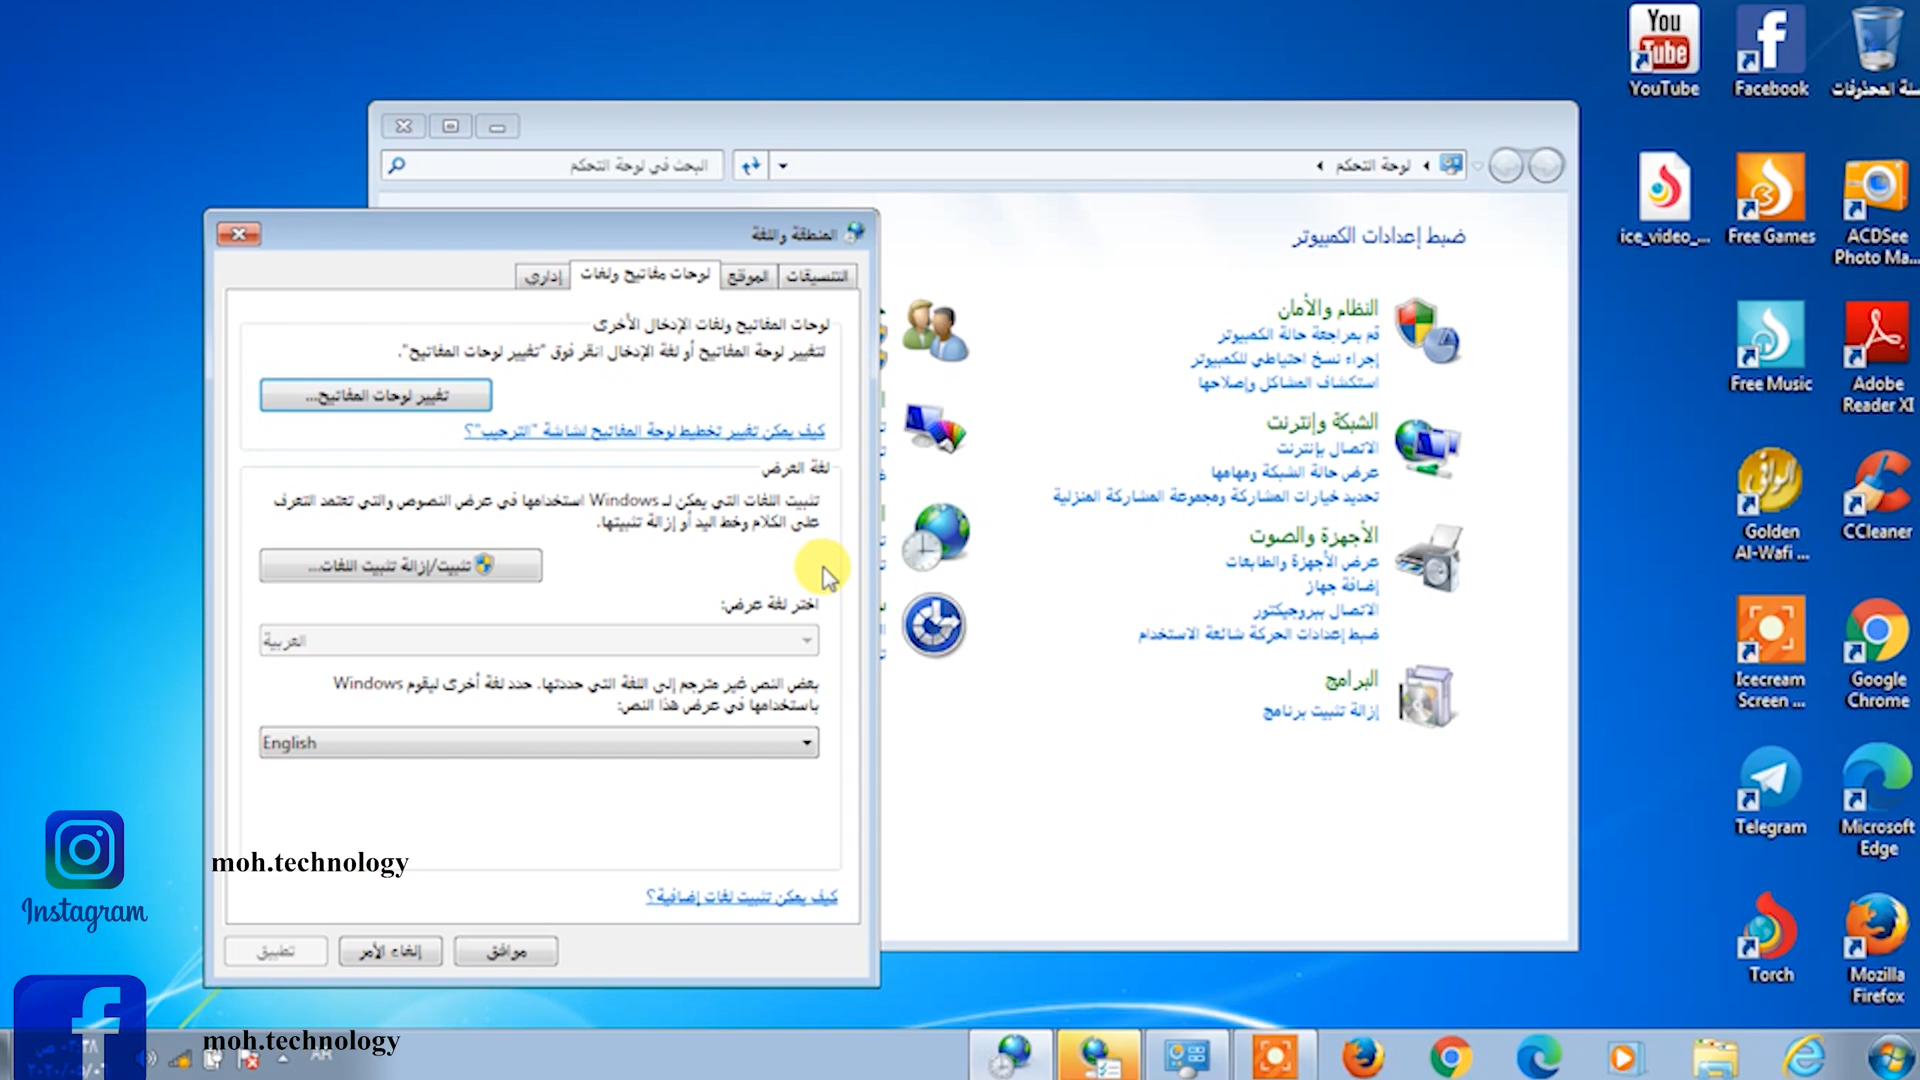 YouTube
Facebook
ice_video_...
Free Games
ACDSee
Photo Ma...
Free Music
Adobe
Reader XI
الوافي
Golden
Al-Wafi ...
CCleaner
Icecream
Screen ...
Google
Chrome
Telegram
Microsoft
Edge
Torch
Mozilla
Firefox
لوحة التحكم
البحث في لوحة التحكم
ضبط إعدادات الكمبيوتر
النظام والأمان
قم بمراجعة حالة الكمبيوتر
إجراء نسخ احتياطي للكمبيوتر
استكشاف المشاكل وإصلاحها
الشبكة وإنترنت
الاتصال بإنترنت
عرض حالة الشبكة ومهامها
تحديد خيارات المشاركة ومجموعة المشاركة المنزلية
الأجهزة والصوت
عرض الأجهزة والطابعات
إضافة جهاز
الاتصال ببروجيكتور
ضبط إعدادات الحركة شائعة الاستخدام
البرامج
إزالة تثبيت برنامج
المنطقة واللغة
التنسيقات
الموقع
لوحات مفاتيح ولغات
إداري
لوحات المفاتيح ولغات الإدخال الأخرى
لتغيير لوحة المفاتيح أو لغة الإدخال انقر فوق "تغيير لوحات المفاتيح".
تغيير لوحات المفاتيح...
كيف يمكن تغيير تخطيط لوحة المفاتيح لشاشة "الترحيب"؟
لغة العرض
تثبيت اللغات التي يمكن لـ Windows استخدامها في عرض النصوص والتي تعتمد التعرف
على الكلام وخط اليد أو إزالة تثبيتها.
تثبيت/إزالة تثبيت اللغات...
اختر لغة عرض:
العربية
بعض النص غير مترجم إلى اللغة التي حددتها. حدد لغة أخرى ليقوم Windows
باستخدامها في عرض هذا النص:
English
كيف يمكن تثبيت لغات إضافية؟
موافق
إلغاء الأمر
تطبيق
Instagram
moh.technology
moh.technology